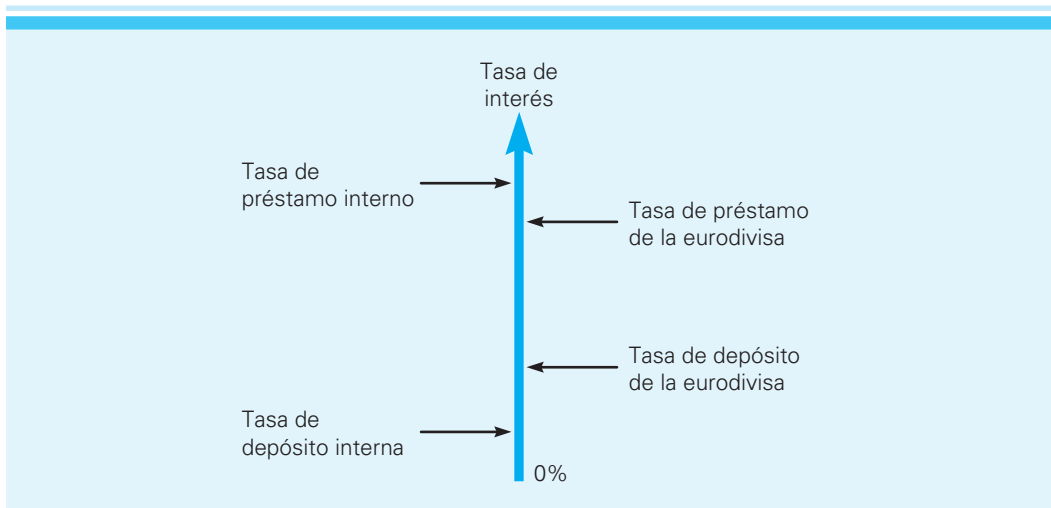 Tasa de
interés
Tasa de
préstamo interno
Tasa de préstamo
de la eurodivisa
Tasa de depósito
de la eurodivisa
Tasa de
depósito interna
0%